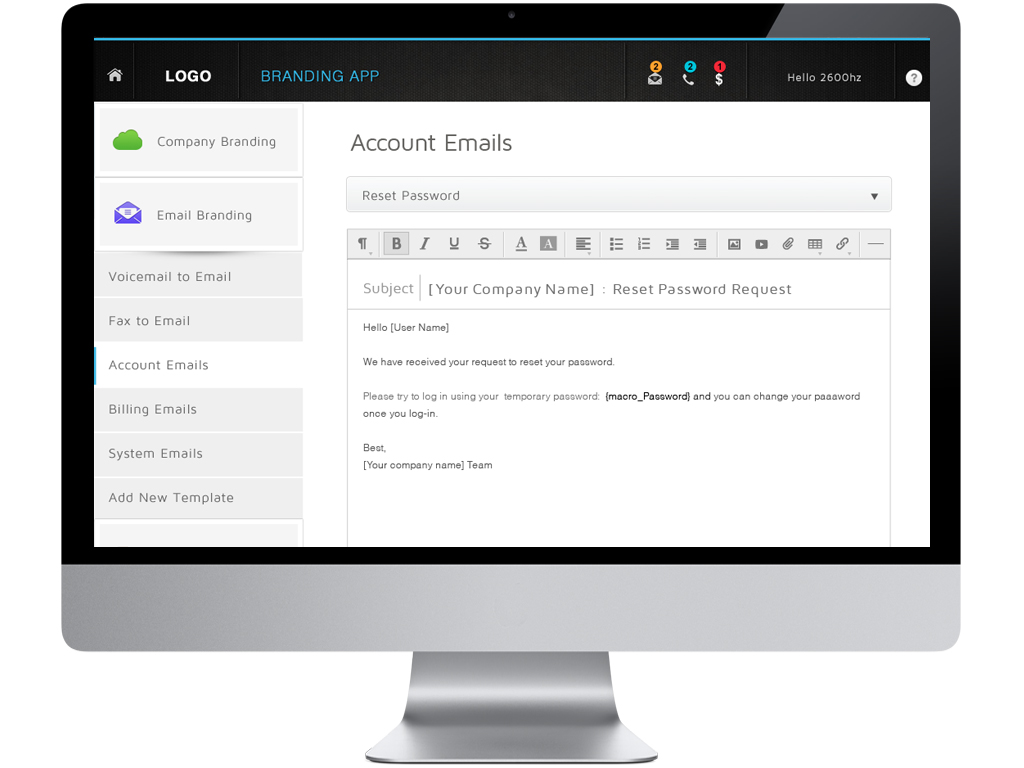 LOGO
BRANDING APP
2
2
1
$
Hello 2600hz
?
Company Branding
Email Branding
Voicemail to Email
Fax to Email
Account Emails
Billing Emails
System Emails
Add New Template
Account Emails
Reset Password
¶ B I U S A A
Subject [Your Company Name] : Reset Password Request
Hello [User Name]
We have received your request to reset your password.
Please try to log in using your temporary password: {macro_Password} and you can change your paaaword
once you log-in.
Best,
[Your company name] Team